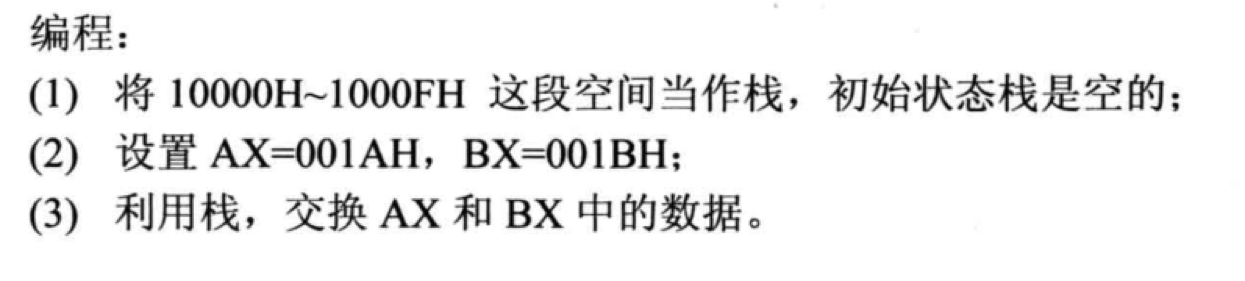 编程：
(1) 将 10000H~1000FH 这段空间当作栈，初始状态栈是空的；
(2) 设置 AX=001AH，BX=001BH；
(3) 利用栈，交换 AX 和 BX 中的数据。